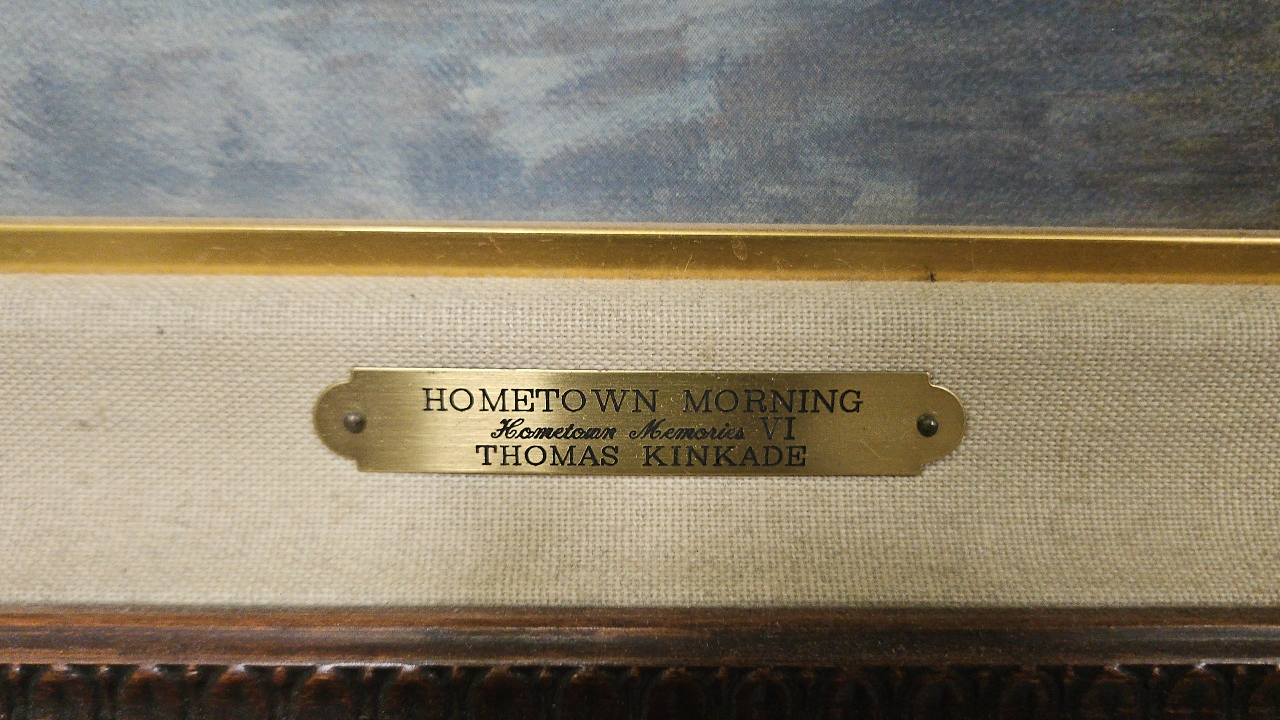 HOMETOWN MORNING
Hometown Memories VI
THOMAS KINKADE